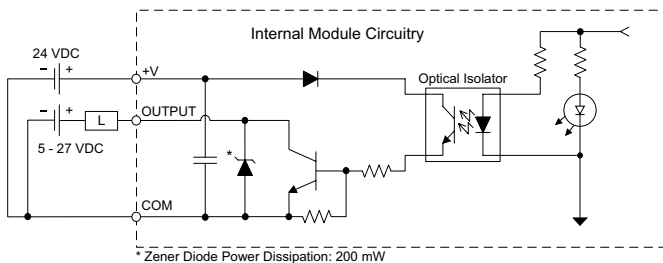 Internal Module Circuitry
24 VDC
− +
+V
Optical Isolator
− +
L
OUTPUT
5 - 27 VDC
*
COM
* Zener Diode Power Dissipation: 200 mW